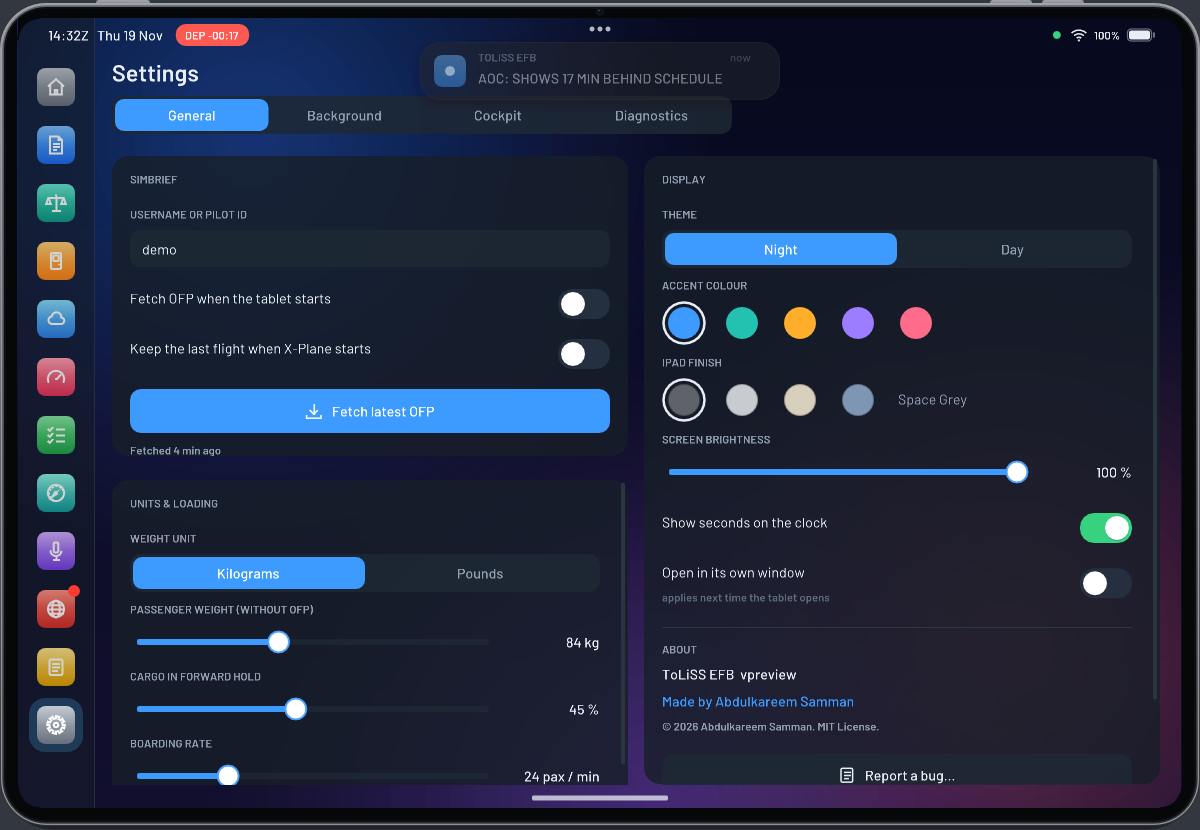 14:32Z Thu 19 Nov DEP -00:17
100%
TOLISS EFB now
AOC: SHOWS 17 MIN BEHIND SCHEDULE
Settings
General Background Cockpit Diagnostics
SIMBRIEF
USERNAME OR PILOT ID
demo
Fetch OFP when the tablet starts
Keep the last flight when X-Plane starts
Fetch latest OFP
Fetched 4 min ago
UNITS & LOADING
WEIGHT UNIT
Kilograms Pounds
PASSENGER WEIGHT (WITHOUT OFP)
84 kg
CARGO IN FORWARD HOLD
45 %
BOARDING RATE
24 pax / min
DISPLAY
THEME
Night Day
ACCENT COLOUR
IPAD FINISH
Space Grey
SCREEN BRIGHTNESS
100 %
Show seconds on the clock
Open in its own window
applies next time the tablet opens
ABOUT
ToLiSS EFB vpreview
Made by Abdulkareem Samman
© 2026 Abdulkareem Samman. MIT License.
Report a bug...